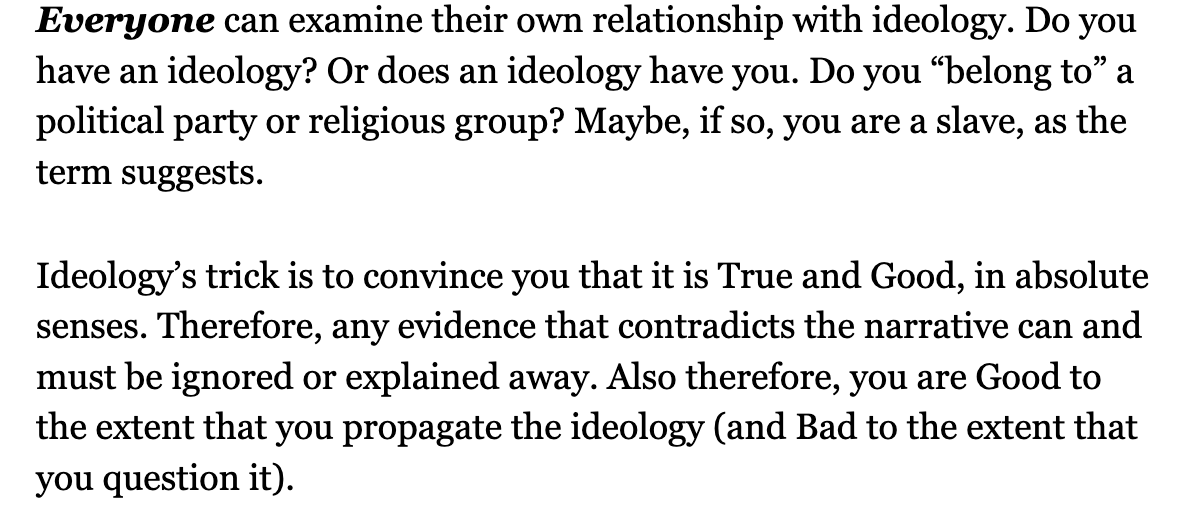 Everyone can examine their own relationship with ideology. Do you
have an ideology? Or does an ideology have you. Do you “belong to” a
political party or religious group? Maybe, if so, you are a slave, as the
term suggests.
Ideology’s trick is to convince you that it is True and Good, in absolute
senses. Therefore, any evidence that contradicts the narrative can and
must be ignored or explained away. Also therefore, you are Good to
the extent that you propagate the ideology (and Bad to the extent that
you question it).